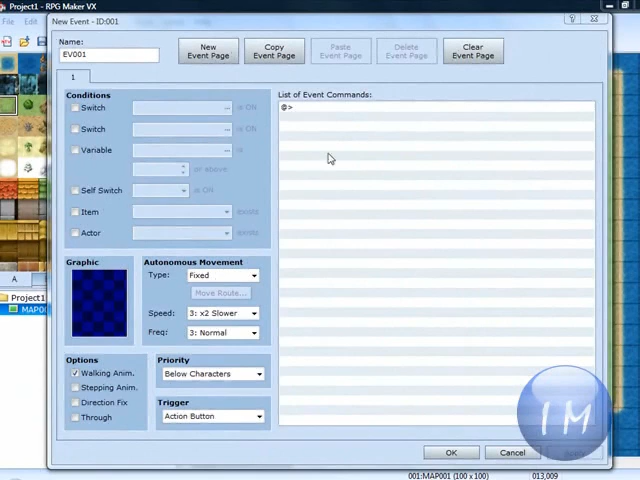 Project1 - RPG Maker VX
File
New Event - ID:001
Name:
EV001
New
Event Page
Copy
Event Page
Paste
Event Page
Delete
Event Page
Clear
Event Page
1
Conditions
Switch ... is ON
Switch ... is ON
Variable ... is
or above
Self Switch is ON
Item exists
Actor exists
List of Event Commands:
@>
Graphic
Autonomous Movement
Type: Fixed
Move Route...
Speed: 3: x2 Slower
Freq: 3: Normal
Options
Walking Anim.
Stepping Anim.
Direction Fix
Through
Priority
Below Characters
Trigger
Action Button
A
Project1
MAP00
IM
OK
Cancel
Apply
001:MAP001 (100 x 100)
013,009